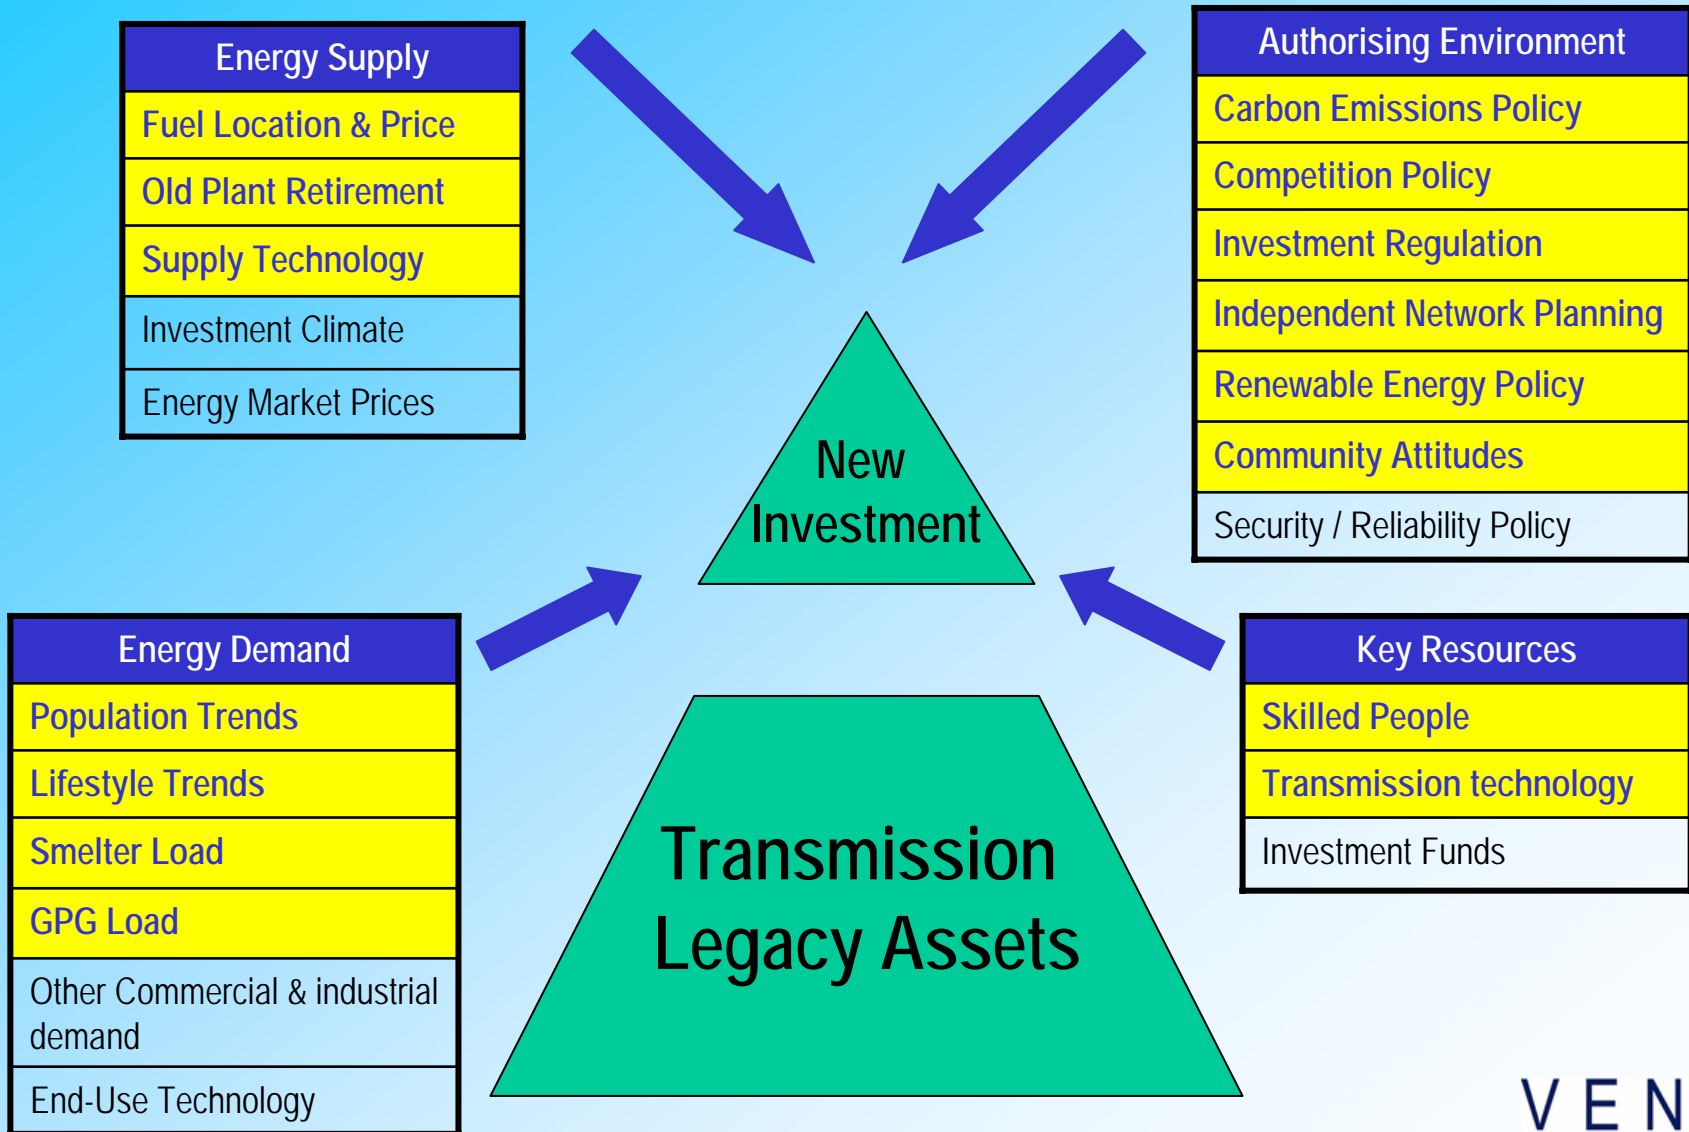 Energy Supply
Fuel Location & Price
Old Plant Retirement
Supply Technology
Investment Climate
Energy Market Prices
Authorising Environment
Carbon Emissions Policy
Competition Policy
Investment Regulation
Independent Network Planning
Renewable Energy Policy
Community Attitudes
Security / Reliability Policy
New
Investment
Energy Demand
Population Trends
Lifestyle Trends
Smelter Load
GPG Load
Other Commercial & industrial
demand
End-Use Technology
Key Resources
Skilled People
Transmission technology
Investment Funds
Transmission
Legacy Assets
VEN